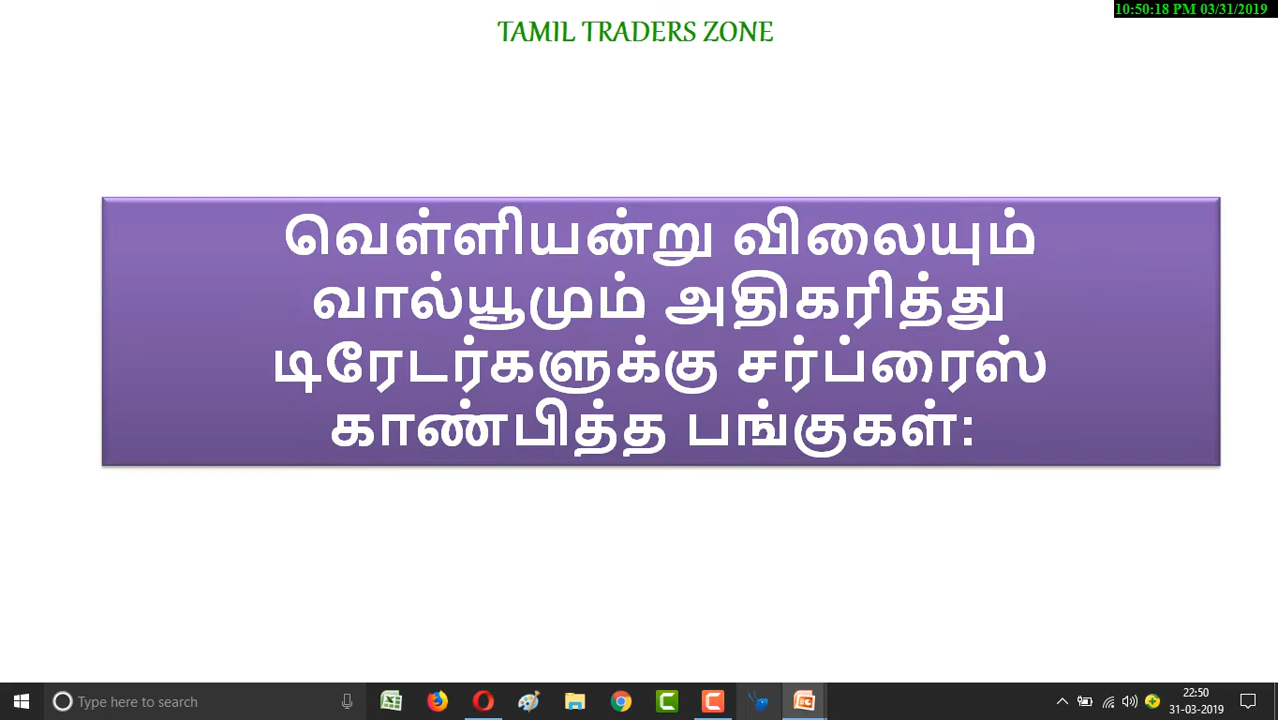 10:50:18 PM 03/31/2019
TAMIL TRADERS ZONE
வெள்ளியன்று விலையும்
வால்யூமும் அதிகரித்து
டிரேடர்களுக்கு சர்ப்ரைஸ்
காண்பித்த பங்குகள்:
Type here to search
22:50
31-03-2019